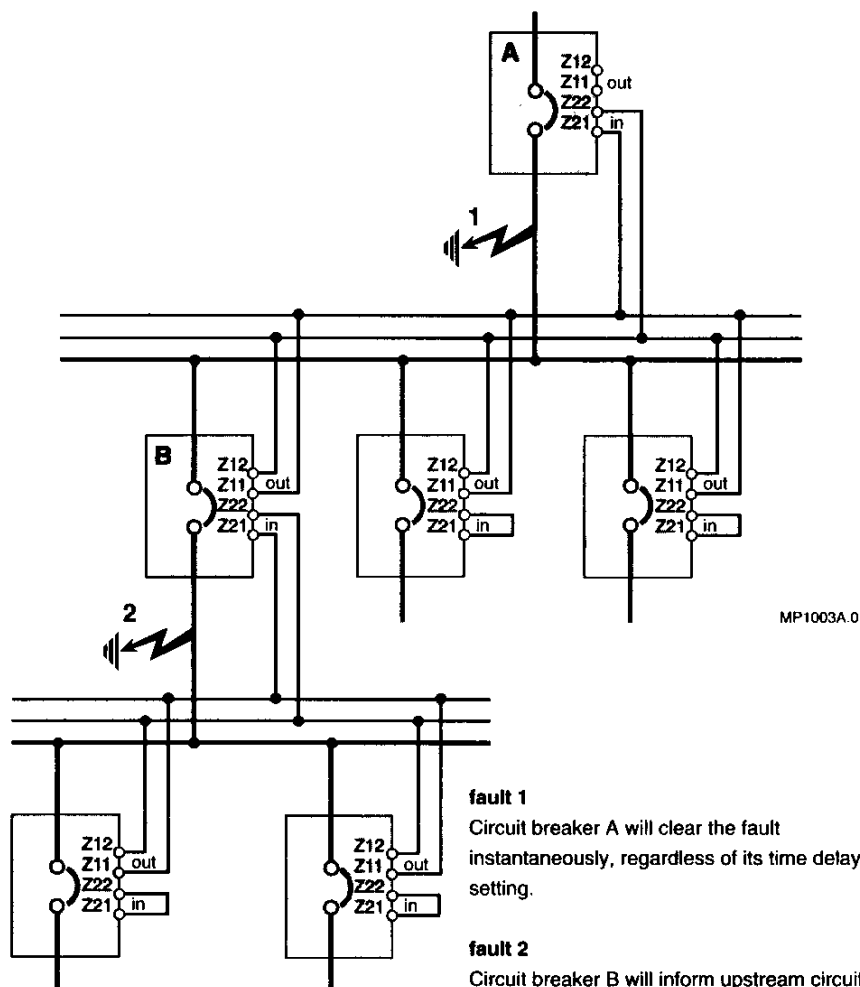 A
Z12
Z11 out
Z22
Z21 in
1
B
Z12
Z11 out
Z22
Z21 in
Z12
Z11 out
Z22
Z21 in
Z12
Z11 out
Z22
Z21 in
MP1003A.0
2
Z12
Z11 out
Z22
Z21 in
Z12
Z11 out
Z22
Z21 in
fault 1
Circuit breaker A will clear the fault
instantaneously, regardless of its time delay
setting.
fault 2
Circuit breaker B will inform upstream circuit